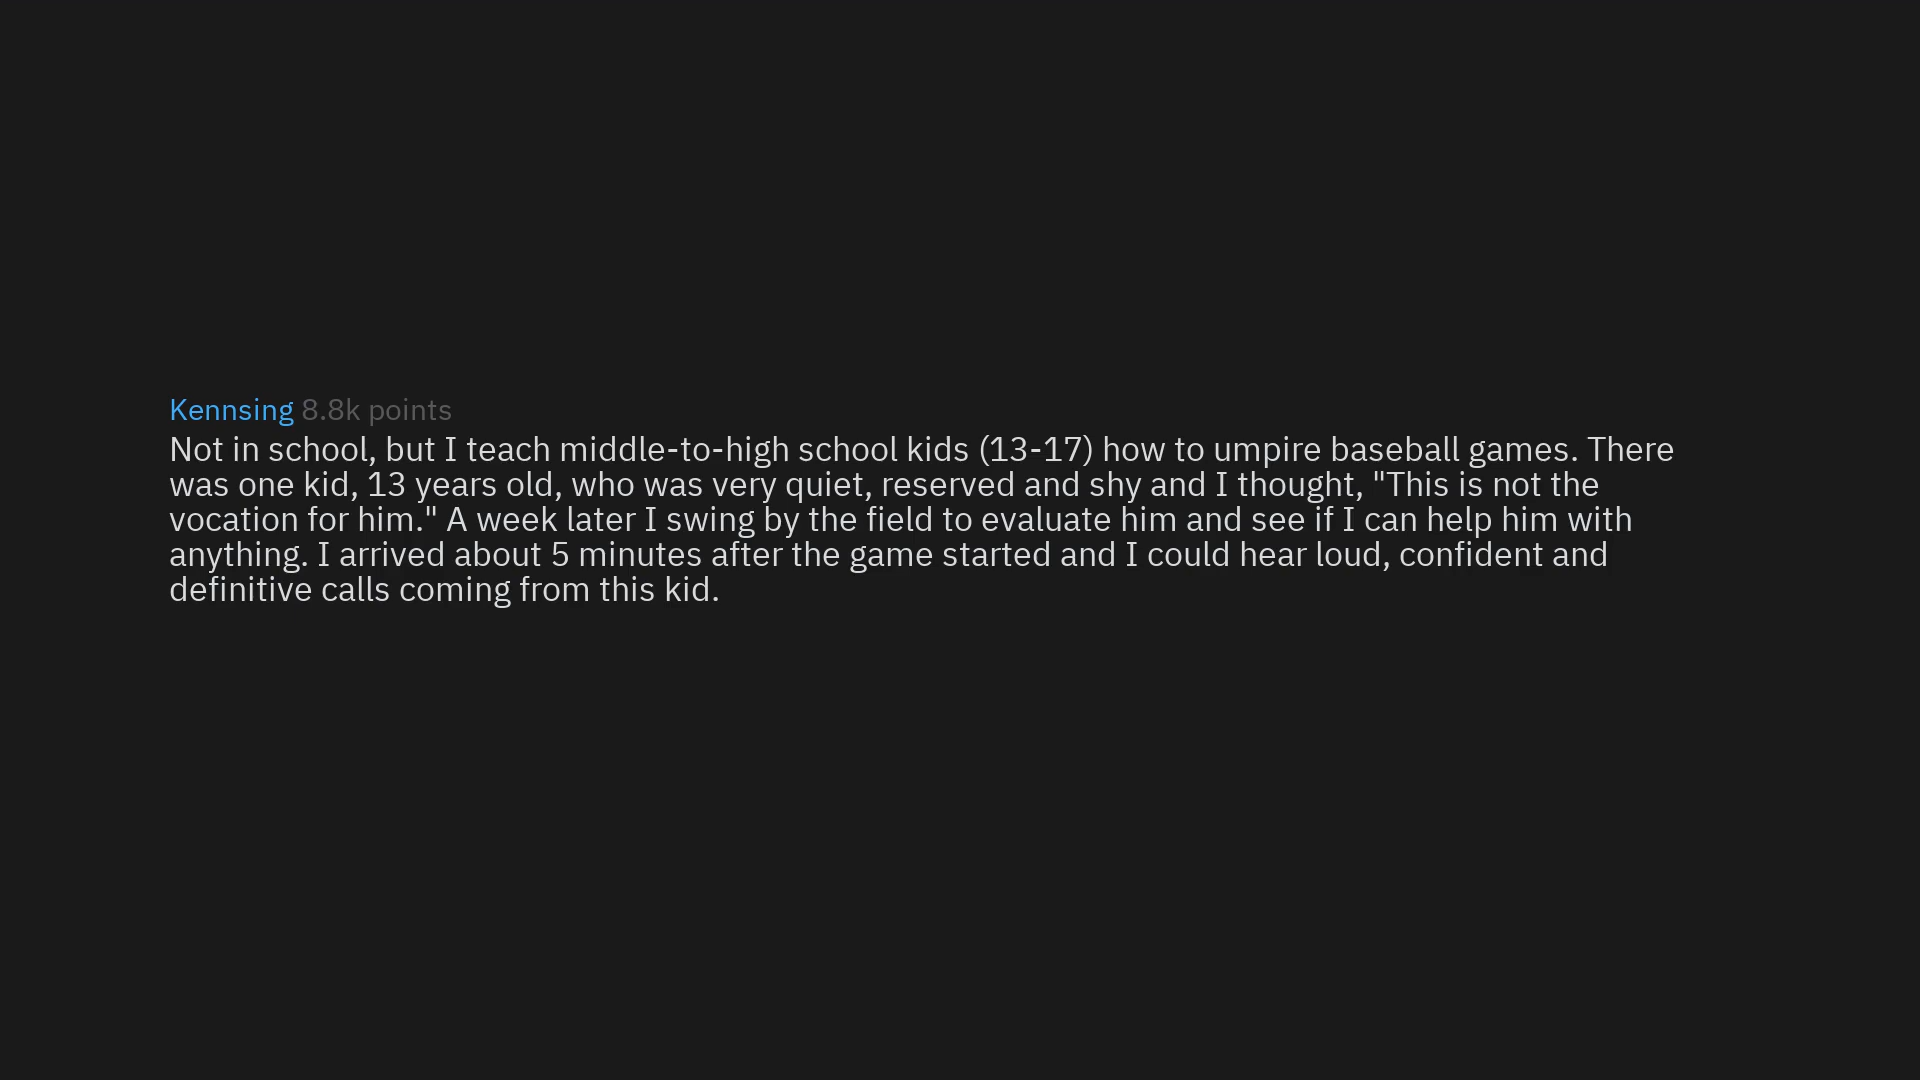 Kennsing 8.8k points
Not in school, but I teach middle-to-high school kids (13-17) how to umpire baseball games. There
was one kid, 13 years old, who was very quiet, reserved and shy and I thought, "This is not the
vocation for him." A week later I swing by the field to evaluate him and see if I can help him with
anything. I arrived about 5 minutes after the game started and I could hear loud, confident and
definitive calls coming from this kid.